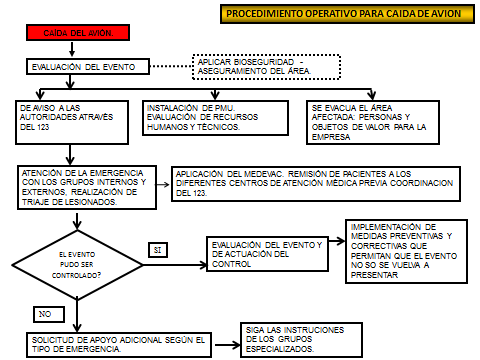 PROCEDIMIENTO OPERATIVO PARA CAIDA DE AVION
CAÍDA DEL AVIÓN.
EVALUACIÓN DEL EVENTO
APLICAR BIOSEGURIDAD -
ASEGURAMIENTO DEL ÁREA.
DE AVISO A LAS
AUTORIDADES ATRAVÉS
DEL 123
INSTALACIÓN DE PMU.
EVALUACIÓN DE RECURSOS
HUMANOS Y TÉCNICOS.
SE EVACUA EL ÁREA
AFECTADA: PERSONAS Y
OBJETOS DE VALOR PARA LA
EMPRESA
ATENCIÓN DE LA EMERGENCIA
CON LOS GRUPOS INTERNOS Y
EXTERNOS, REALIZACIÓN DE
TRIAJE DE LESIONADOS.
APLICACIÓN DEL MEDEVAC. REMISIÓN DE PACIENTES A LOS
DIFERENTES CENTROS DE ATENCIÓN MÉDICA PREVIA COORDINACION
DEL 123.
EL EVENTO
PUDO SER
CONTROLADO?
SI
EVALUACIÓN DEL EVENTO Y
DE ACTUACIÓN DEL
CONTROL
IMPLEMENTACIÓN DE
MEDIDAS PREVENTIVAS Y
CORRECTIVAS QUE
PERMITAN QUE EL EVENTO
NO SO SE VUELVA A
PRESENTAR
NO
SOLICITUD DE APOYO ADICIONAL SEGÚN EL
TIPO DE EMERGENCIA.
SIGA LAS INSTRUCIONES
DE LOS GRUPOS
ESPECIALIZADOS.